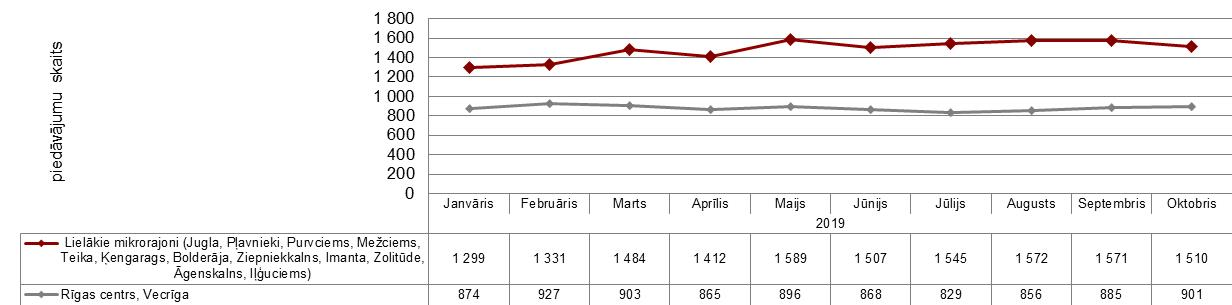 piedāvājumu skaits
1 800
1 600
1 400
1 200
1 000
800
600
400
200
0
Janvāris Februāris Marts Aprīlis Maijs Jūnijs Jūlijs Augusts Septembris Oktobris
2019
Lielākie mikrorajoni (Jugla, Pļavnieki, Purvciems, Mežciems,
Teika, Ķengarags, Bolderāja, Ziepniekkalns, Imanta, Zolitūde,
Āgenskalns, Iļģuciems)
1 299 1 331 1 484 1 412 1 589 1 507 1 545 1 572 1 571 1 510
Rīgas centrs, Vecrīga 874 927 903 865 896 868 829 856 885 901